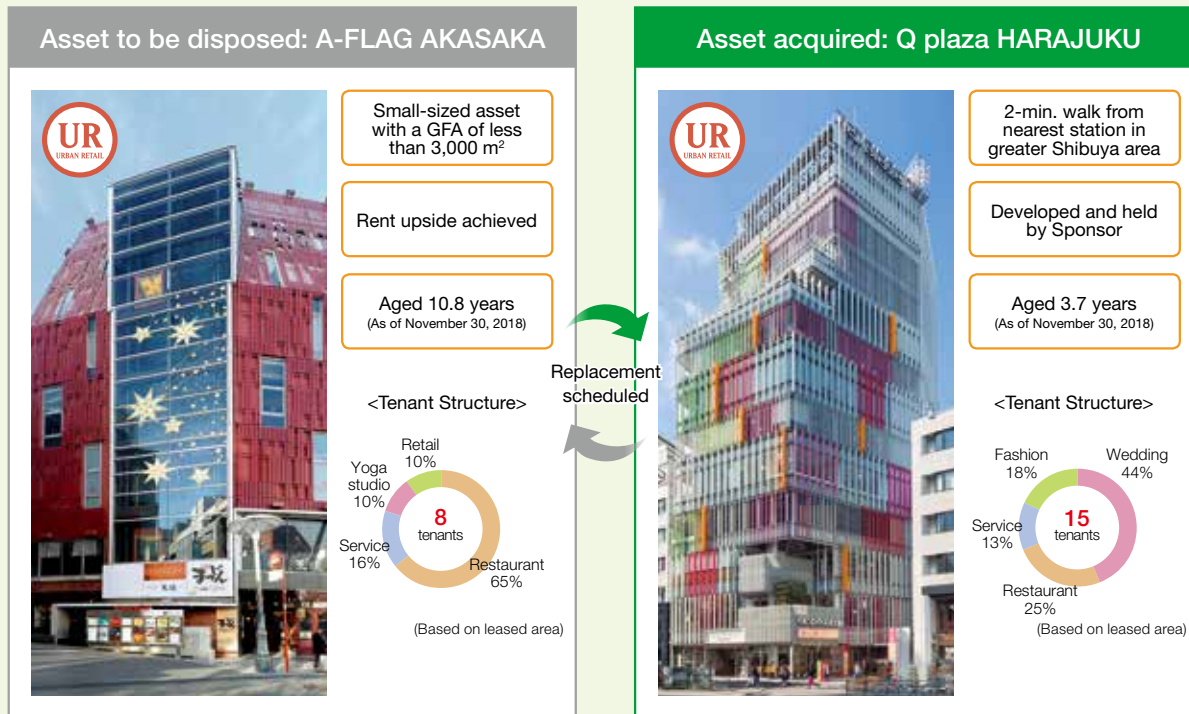 Asset to be disposed: A-FLAG AKASAKA
UR
URBAN RETAIL
Small-sized asset
with a GFA of less
than 3,000 m²
Rent upside achieved
Aged 10.8 years
(As of November 30, 2018)
<Tenant Structure>
Retail
10%
Yoga
studio
10%
Service
16%
Restaurant
65%
8
tenants
(Based on leased area)
Replacement
scheduled
Asset acquired: Q plaza HARAJUKU
UR
URBAN RETAIL
2-min. walk from
nearest station in
greater Shibuya area
Developed and held
by Sponsor
Aged 3.7 years
(As of November 30, 2018)
<Tenant Structure>
Fashion
18%
Wedding
44%
Service
13%
Restaurant
25%
15
tenants
(Based on leased area)